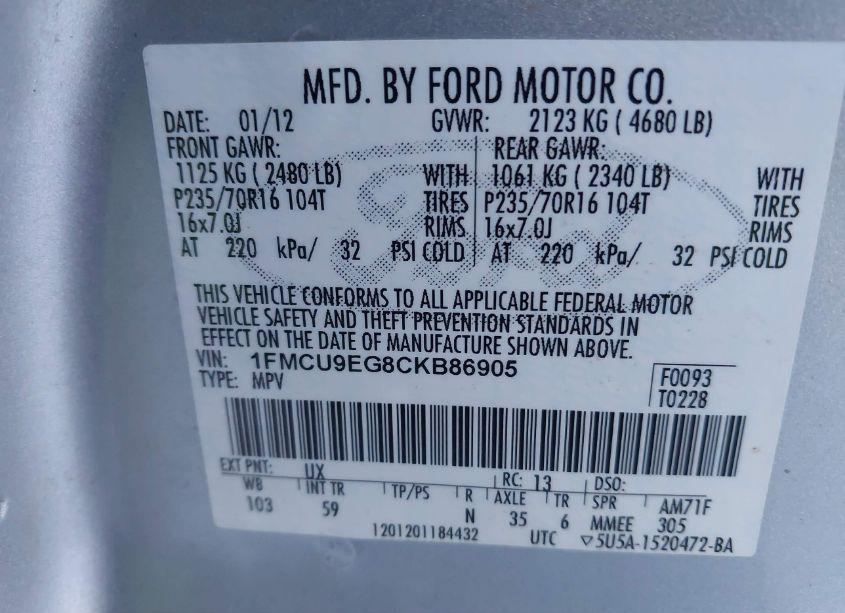 MFD. BY FORD MOTOR CO.
DATE: 01/12 GVWR: 2123 KG ( 4680 LB)
FRONT GAWR: REAR GAWR:
1125 KG ( 2480 LB) WITH 1061 KG ( 2340 LB) WITH
P235/70R16 104T TIRES P235/70R16 104T TIRES
16x7.0J RIMS 16x7.0J RIMS
AT 220 kPa/ 32 PSI COLD AT 220 kPa/ 32 PSI COLD
THIS VEHICLE CONFORMS TO ALL APPLICABLE FEDERAL MOTOR
VEHICLE SAFETY AND THEFT PREVENTION STANDARDS IN
EFFECT ON THE DATE OF MANUFACTURE SHOWN ABOVE.
VIN: 1FMCU9EG8CKB86905
TYPE: MPV
F0093
T0228
EXT PNT: UX RC: 13 DSO:
WB INT TR TP/PS R AXLE TR SPR AM71F
103 59 N 35 6 MMEE 305
1201201184432 UTC ▽5U5A-1520472-BA
Ford